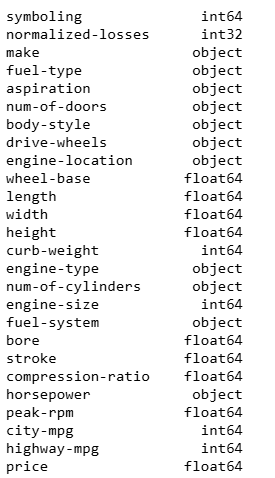 symboling int64
normalized-losses int32
make object
fuel-type object
aspiration object
num-of-doors object
body-style object
drive-wheels object
engine-location object
wheel-base float64
length float64
width float64
height float64
curb-weight int64
engine-type object
num-of-cylinders object
engine-size int64
fuel-system object
bore float64
stroke float64
compression-ratio float64
horsepower object
peak-rpm float64
city-mpg int64
highway-mpg int64
price float64